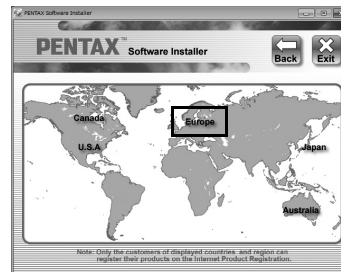 PENTAX Software Installer
PENTAX™ Software Installer
Back Exit
Canada
Europe
U.S.A
Japan
Australia
Note: Only the customers of displayed countries and region can
register their products on the Internet Product Registration.